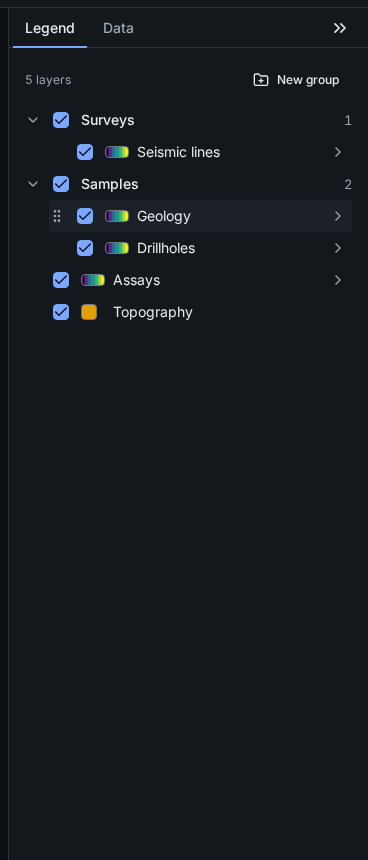 Legend Data
5 layers New group
Surveys 1
Seismic lines
Samples 2
Geology
Drillholes
Assays
Topography